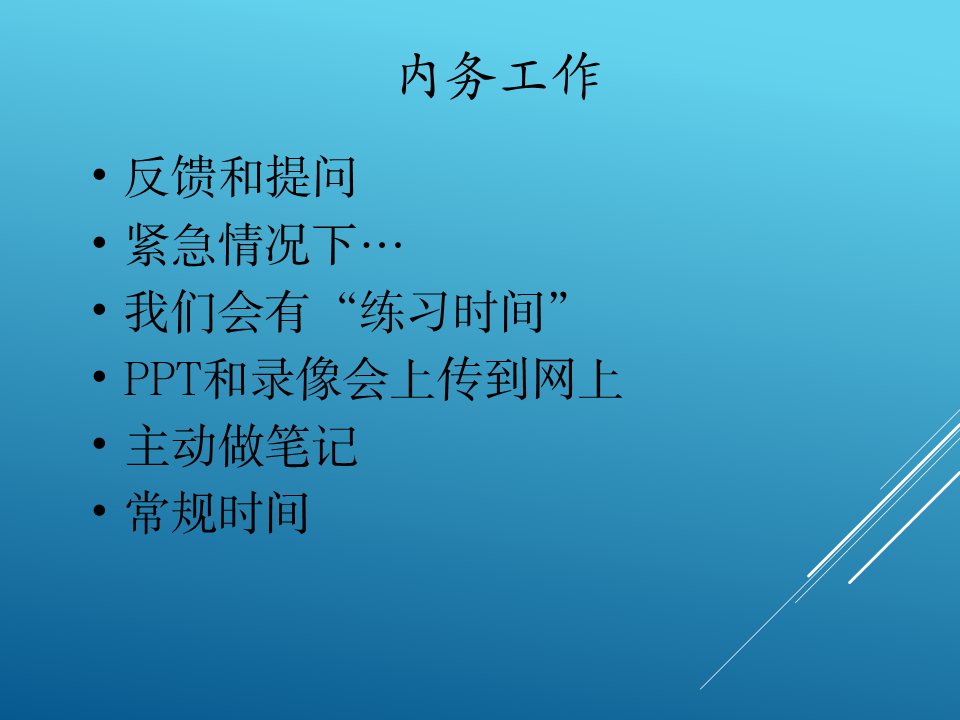 内务工作
• 反馈和提问
• 紧急情况下…
• 我们会有“练习时间”
• PPT和录像会上传到网上
• 主动做笔记
• 常规时间